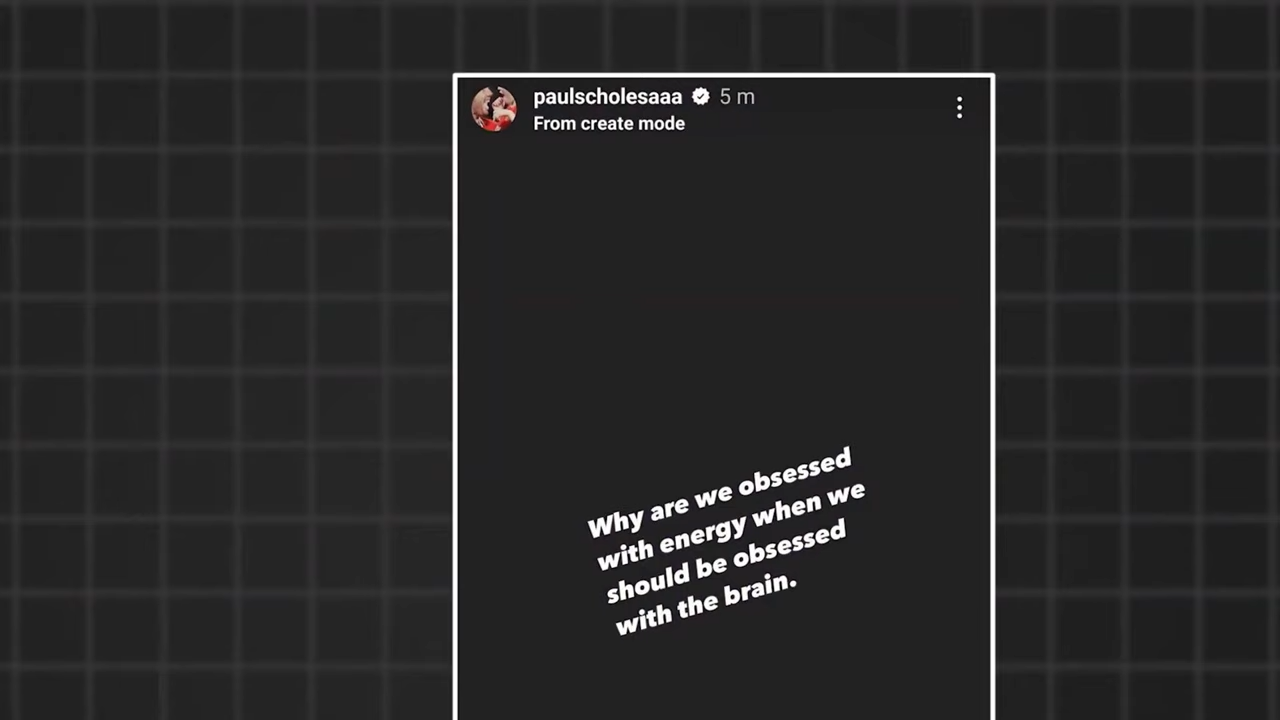 paulscholesaaa 5 m
From create mode
Why are we obsessed
with energy when we
should be obsessed
with the brain.